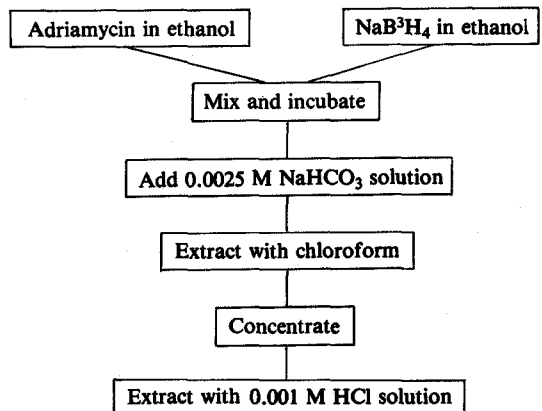 Adriamycin in ethanol
NaB³H₄ in ethanol
Mix and incubate
Add 0.0025 M NaHCO₃ solution
Extract with chloroform
Concentrate
Extract with 0.001 M HCl solution